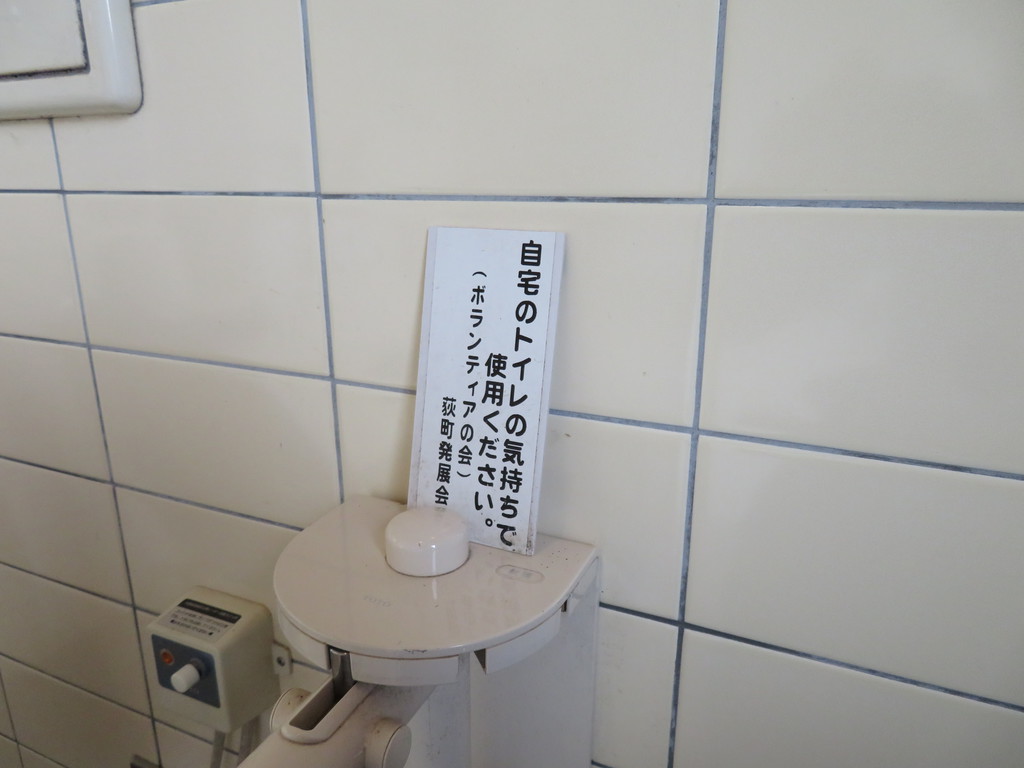 自宅のトイレの気持ちで
使用ください。
（ボランティアの会）
荻町発展会